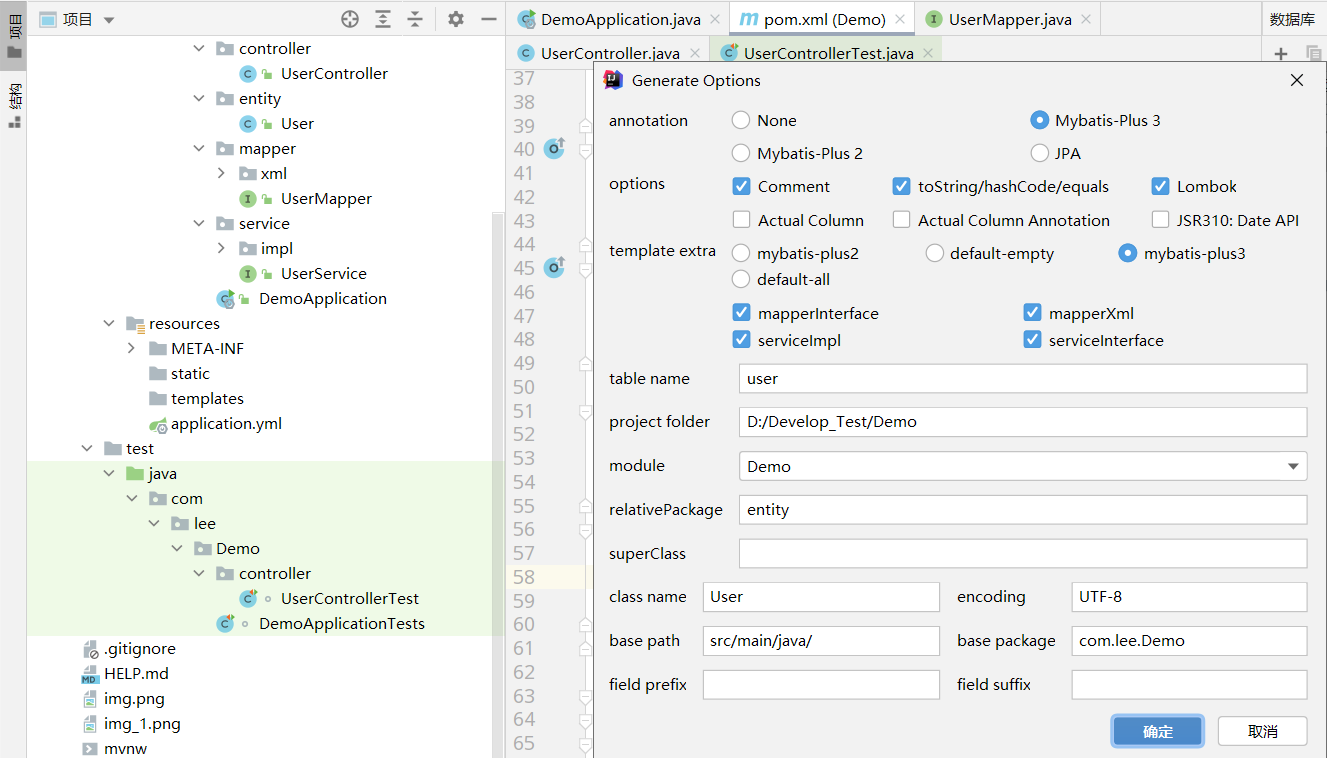 项目
结构
项目
controller
UserController
entity
User
mapper
xml
UserMapper
service
impl
UserService
DemoApplication
resources
META-INF
static
templates
application.yml
test
java
com
lee
Demo
controller
UserControllerTest
DemoApplicationTests
.gitignore
HELP.md
img.png
img_1.png
mvnw
DemoApplication.java
pom.xml (Demo)
UserMapper.java
数据库
UserController.java
UserControllerTest.java
37
38
39
40
41
42
43
44
45
46
47
48
49
50
51
52
53
54
55
56
57
58
59
60
61
62
63
64
65
Generate Options
annotation None Mybatis-Plus 3
Mybatis-Plus 2 JPA
options Comment toString/hashCode/equals Lombok
Actual Column Actual Column Annotation JSR310: Date API
template extra mybatis-plus2 default-empty mybatis-plus3
default-all
mapperInterface mapperXml
serviceImpl serviceInterface
table name user
project folder D:/Develop_Test/Demo
module Demo
relativePackage entity
superClass
class name User encoding UTF-8
base path src/main/java/ base package com.lee.Demo
field prefix field suffix
确定 取消